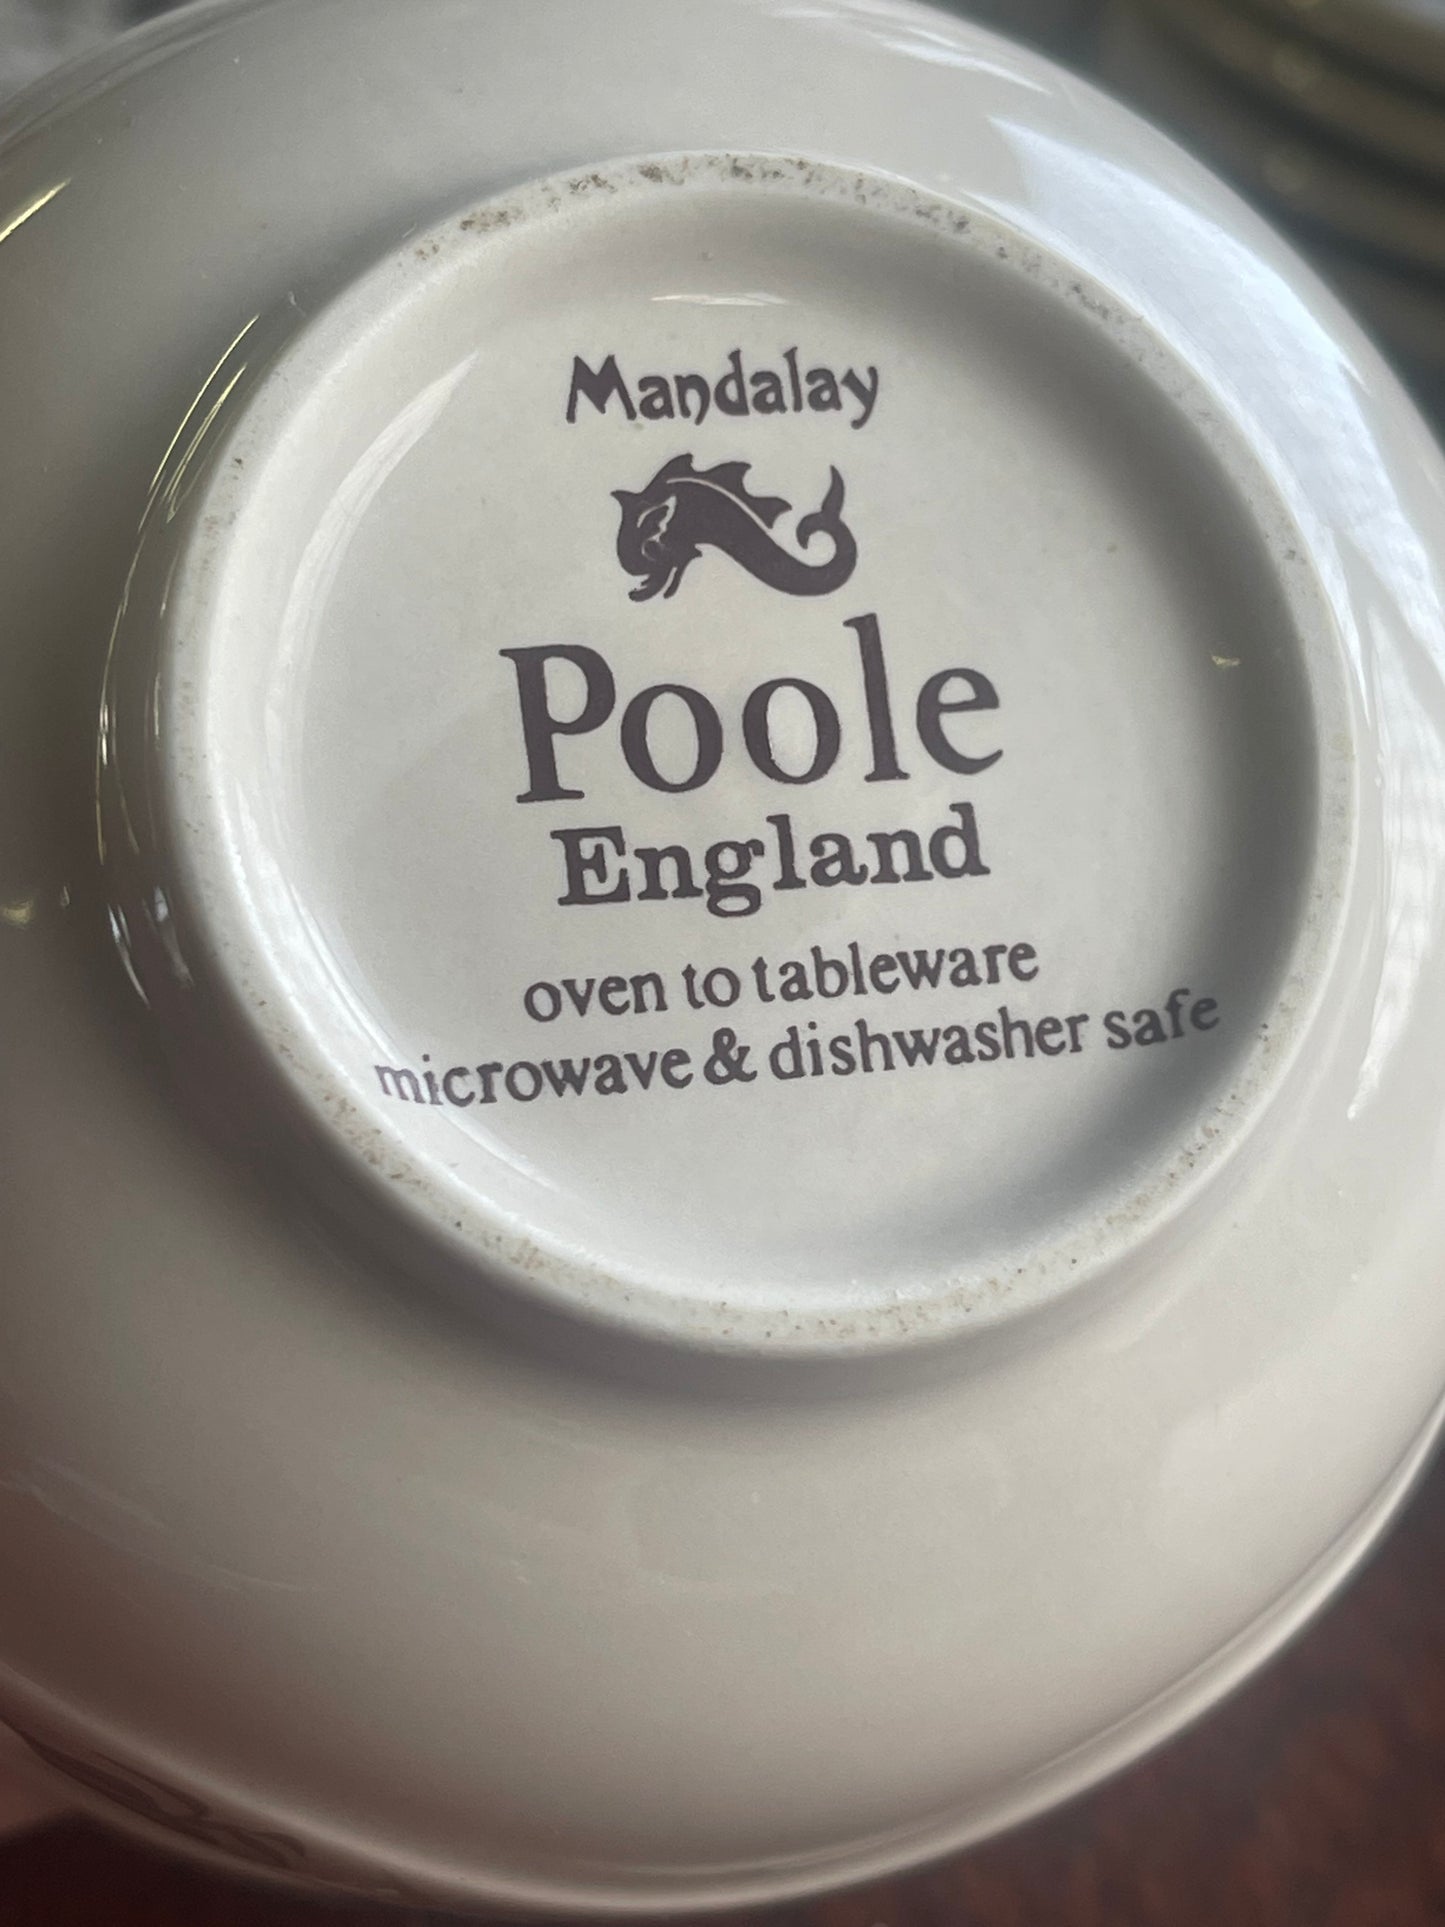 Mandalay
Poole
England
oven to tableware
microwave & dishwasher safe